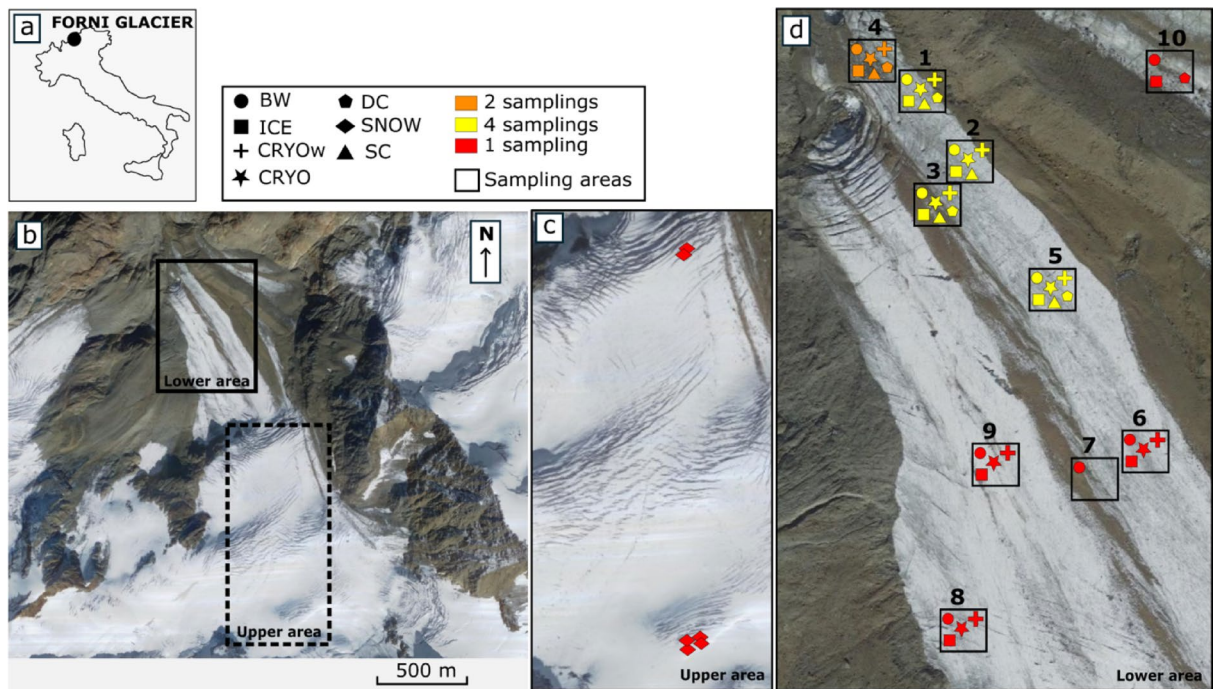 a
FORNI GLACIER
BW
ICE
CRYOw
CRYO
DC
SNOW
SC
2 samplings
4 samplings
1 sampling
Sampling areas
b
N
Lower area
Upper area
500 m
c
Upper area
d
4
1
10
2
3
5
6
7
9
8
Lower area